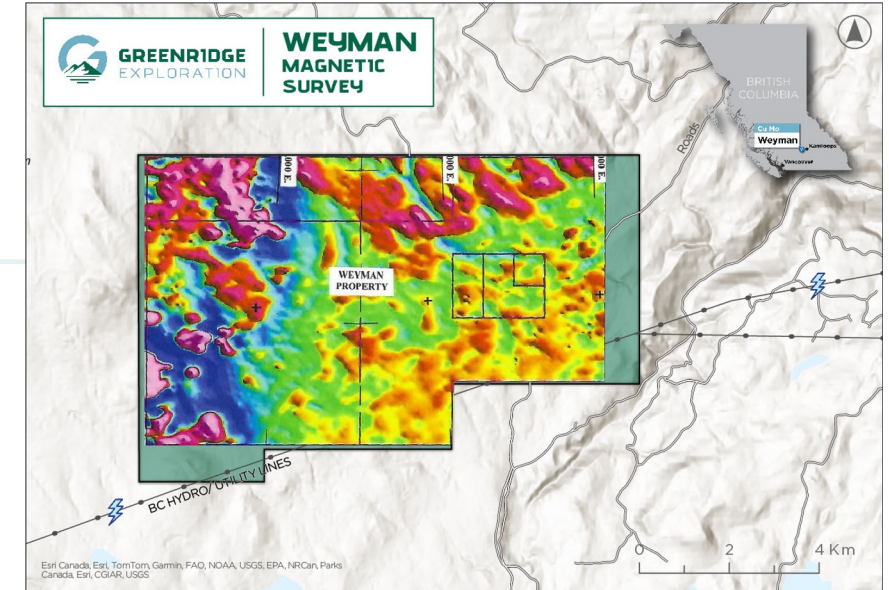 GREENRIDGE
EXPLORATION
WEYMAN
MAGNETIC
SURVEY
BRITISH
COLUMBIA
Cu Mo
Weyman
Kamloops
Vancouver
Roads
000 E.
000 E.
000 E.
WEYMAN
PROPERTY
BC HYDRO/UTILITY LINES
0 2 4 Km
Esri Canada, Esri, TomTom, Garmin, FAO, NOAA, USGS, EPA, NRCan, Parks
Canada, Esri, CGIAR, USGS